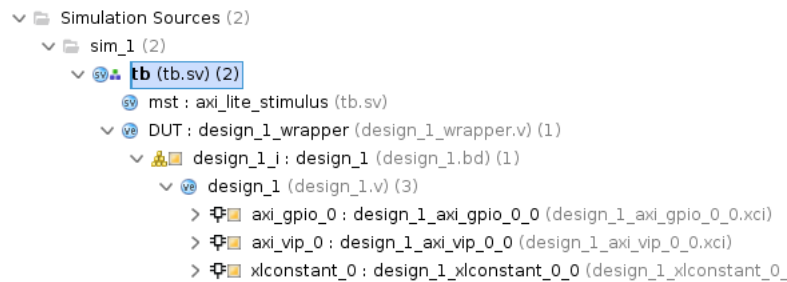 Simulation Sources (2)
sim_1 (2)
tb (tb.sv) (2)
mst : axi_lite_stimulus (tb.sv)
DUT : design_1_wrapper (design_1_wrapper.v) (1)
design_1_i : design_1 (design_1.bd) (1)
design_1 (design_1.v) (3)
axi_gpio_0 : design_1_axi_gpio_0_0 (design_1_axi_gpio_0_0.xci)
axi_vip_0 : design_1_axi_vip_0_0 (design_1_axi_vip_0_0.xci)
xlconstant_0 : design_1_xlconstant_0_0 (design_1_xlconstant_0_